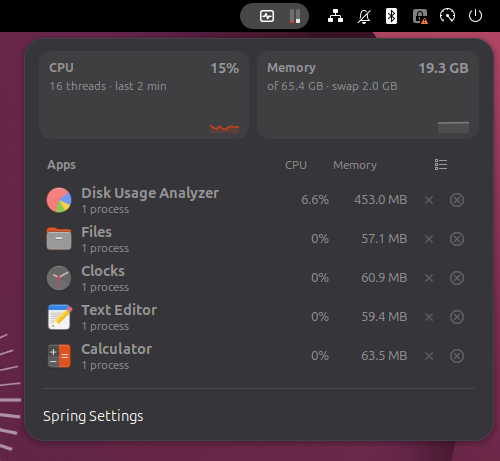 CPU 15%
16 threads · last 2 min
Memory 19.3 GB
of 65.4 GB · swap 2.0 GB
Apps CPU Memory
Disk Usage Analyzer
1 process
6.6% 453.0 MB
Files
1 process
0% 57.1 MB
Clocks
1 process
0% 60.9 MB
Text Editor
1 process
0% 59.4 MB
Calculator
1 process
0% 63.5 MB
Spring Settings